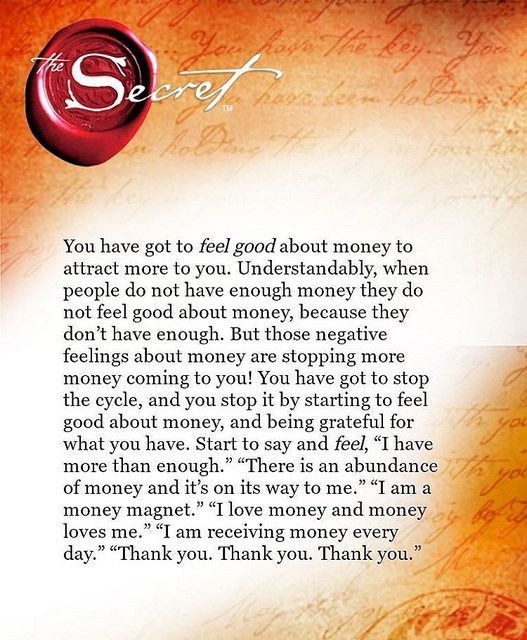 You have the key... You
the Secret™
You have got to feel good about money to
attract more to you. Understandably, when
people do not have enough money they do
not feel good about money, because they
don’t have enough. But those negative
feelings about money are stopping more
money coming to you! You have got to stop
the cycle, and you stop it by starting to feel
good about money, and being grateful for
what you have. Start to say and feel, “I have
more than enough.” “There is an abundance
of money and it’s on its way to me.” “I am a
money magnet.” “I love money and money
loves me.” “I am receiving money every
day.” “Thank you. Thank you. Thank you.”